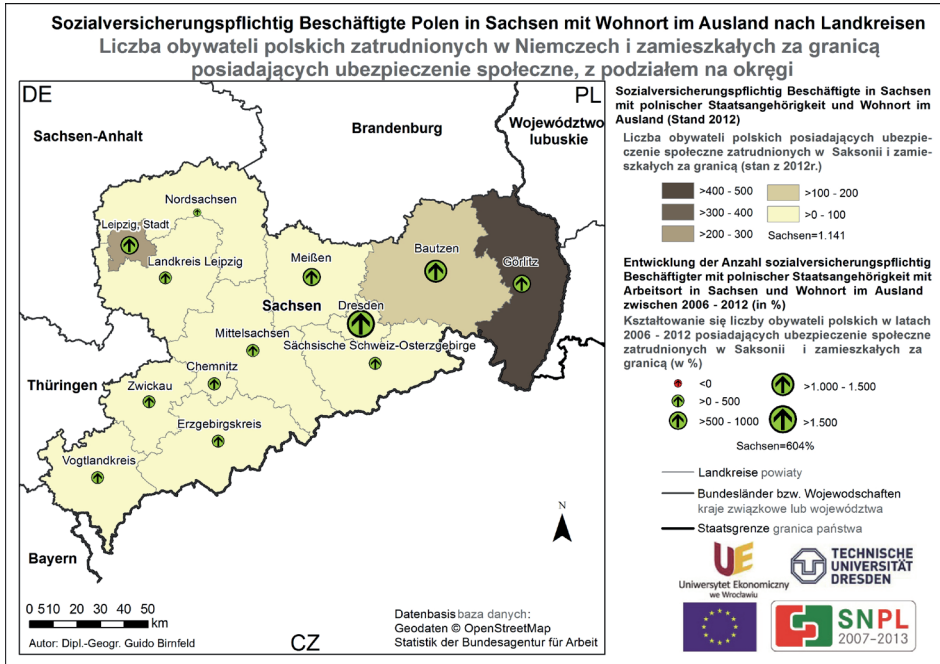 Sozialversicherungspflichtig Beschäftigte Polen in Sachsen mit Wohnort im Ausland nach Landkreisen
Liczba obywateli polskich zatrudnionych w Niemczech i zamieszkałych za granicą
posiadających ubezpieczenie społeczne, z podziałem na okręgi
DE
PL
Sachsen-Anhalt
Brandenburg
Województwo
lubuskie
Nordsachsen
Leipzig, Stadt
Landkreis Leipzig
Meißen
Bautzen
Görlitz
Sachsen
Dresden
Mittelsachsen
Sächsische Schweiz-Osterzgebirge
Thüringen
Chemnitz
Zwickau
Erzgebirgskreis
Vogtlandkreis
Bayern
N
0 5 10 20 30 40 50
km
Autor: Dipl.-Geogr. Guido Birnfeld
CZ
Datenbasis baza danych:
Geodaten © OpenStreetMap
Statistik der Bundesagentur für Arbeit
Sozialversicherungspflichtig Beschäftigte in Sachsen
mit polnischer Staatsangehörigkeit und Wohnort im
Ausland (Stand 2012)
Liczba obywateli polskich posiadających ubezpie-
czenie społeczne zatrudnionych w Saksonii i zamie-
szkałych za granicą (stan z 2012r.)
>400 - 500
>100 - 200
>300 - 400
>0 - 100
>200 - 300
Sachsen=1.141
Entwicklung der Anzahl sozialversicherungspflichtig
Beschäftigter mit polnischer Staatsangehörigkeit mit
Arbeitsort in Sachsen und Wohnort im Ausland
zwischen 2006 - 2012 (in %)
Kształtowanie się liczby obywateli polskich w latach
2006 - 2012 posiadających ubezpieczenie społeczne
zatrudnionych w Saksonii i zamieszkałych za
granicą (w %)
<0
>1.000 - 1.500
>0 - 500
>500 - 1000
>1.500
Sachsen=604%
Landkreise powiaty
Bundesländer bzw. Wojewodschaften
kraje związkowe lub województwa
Staatsgrenze granica państwa
UE
Uniwersytet Ekonomiczny
we Wrocławiu
TECHNISCHE
UNIVERSITÄT
DRESDEN
SNPL
2007-2013